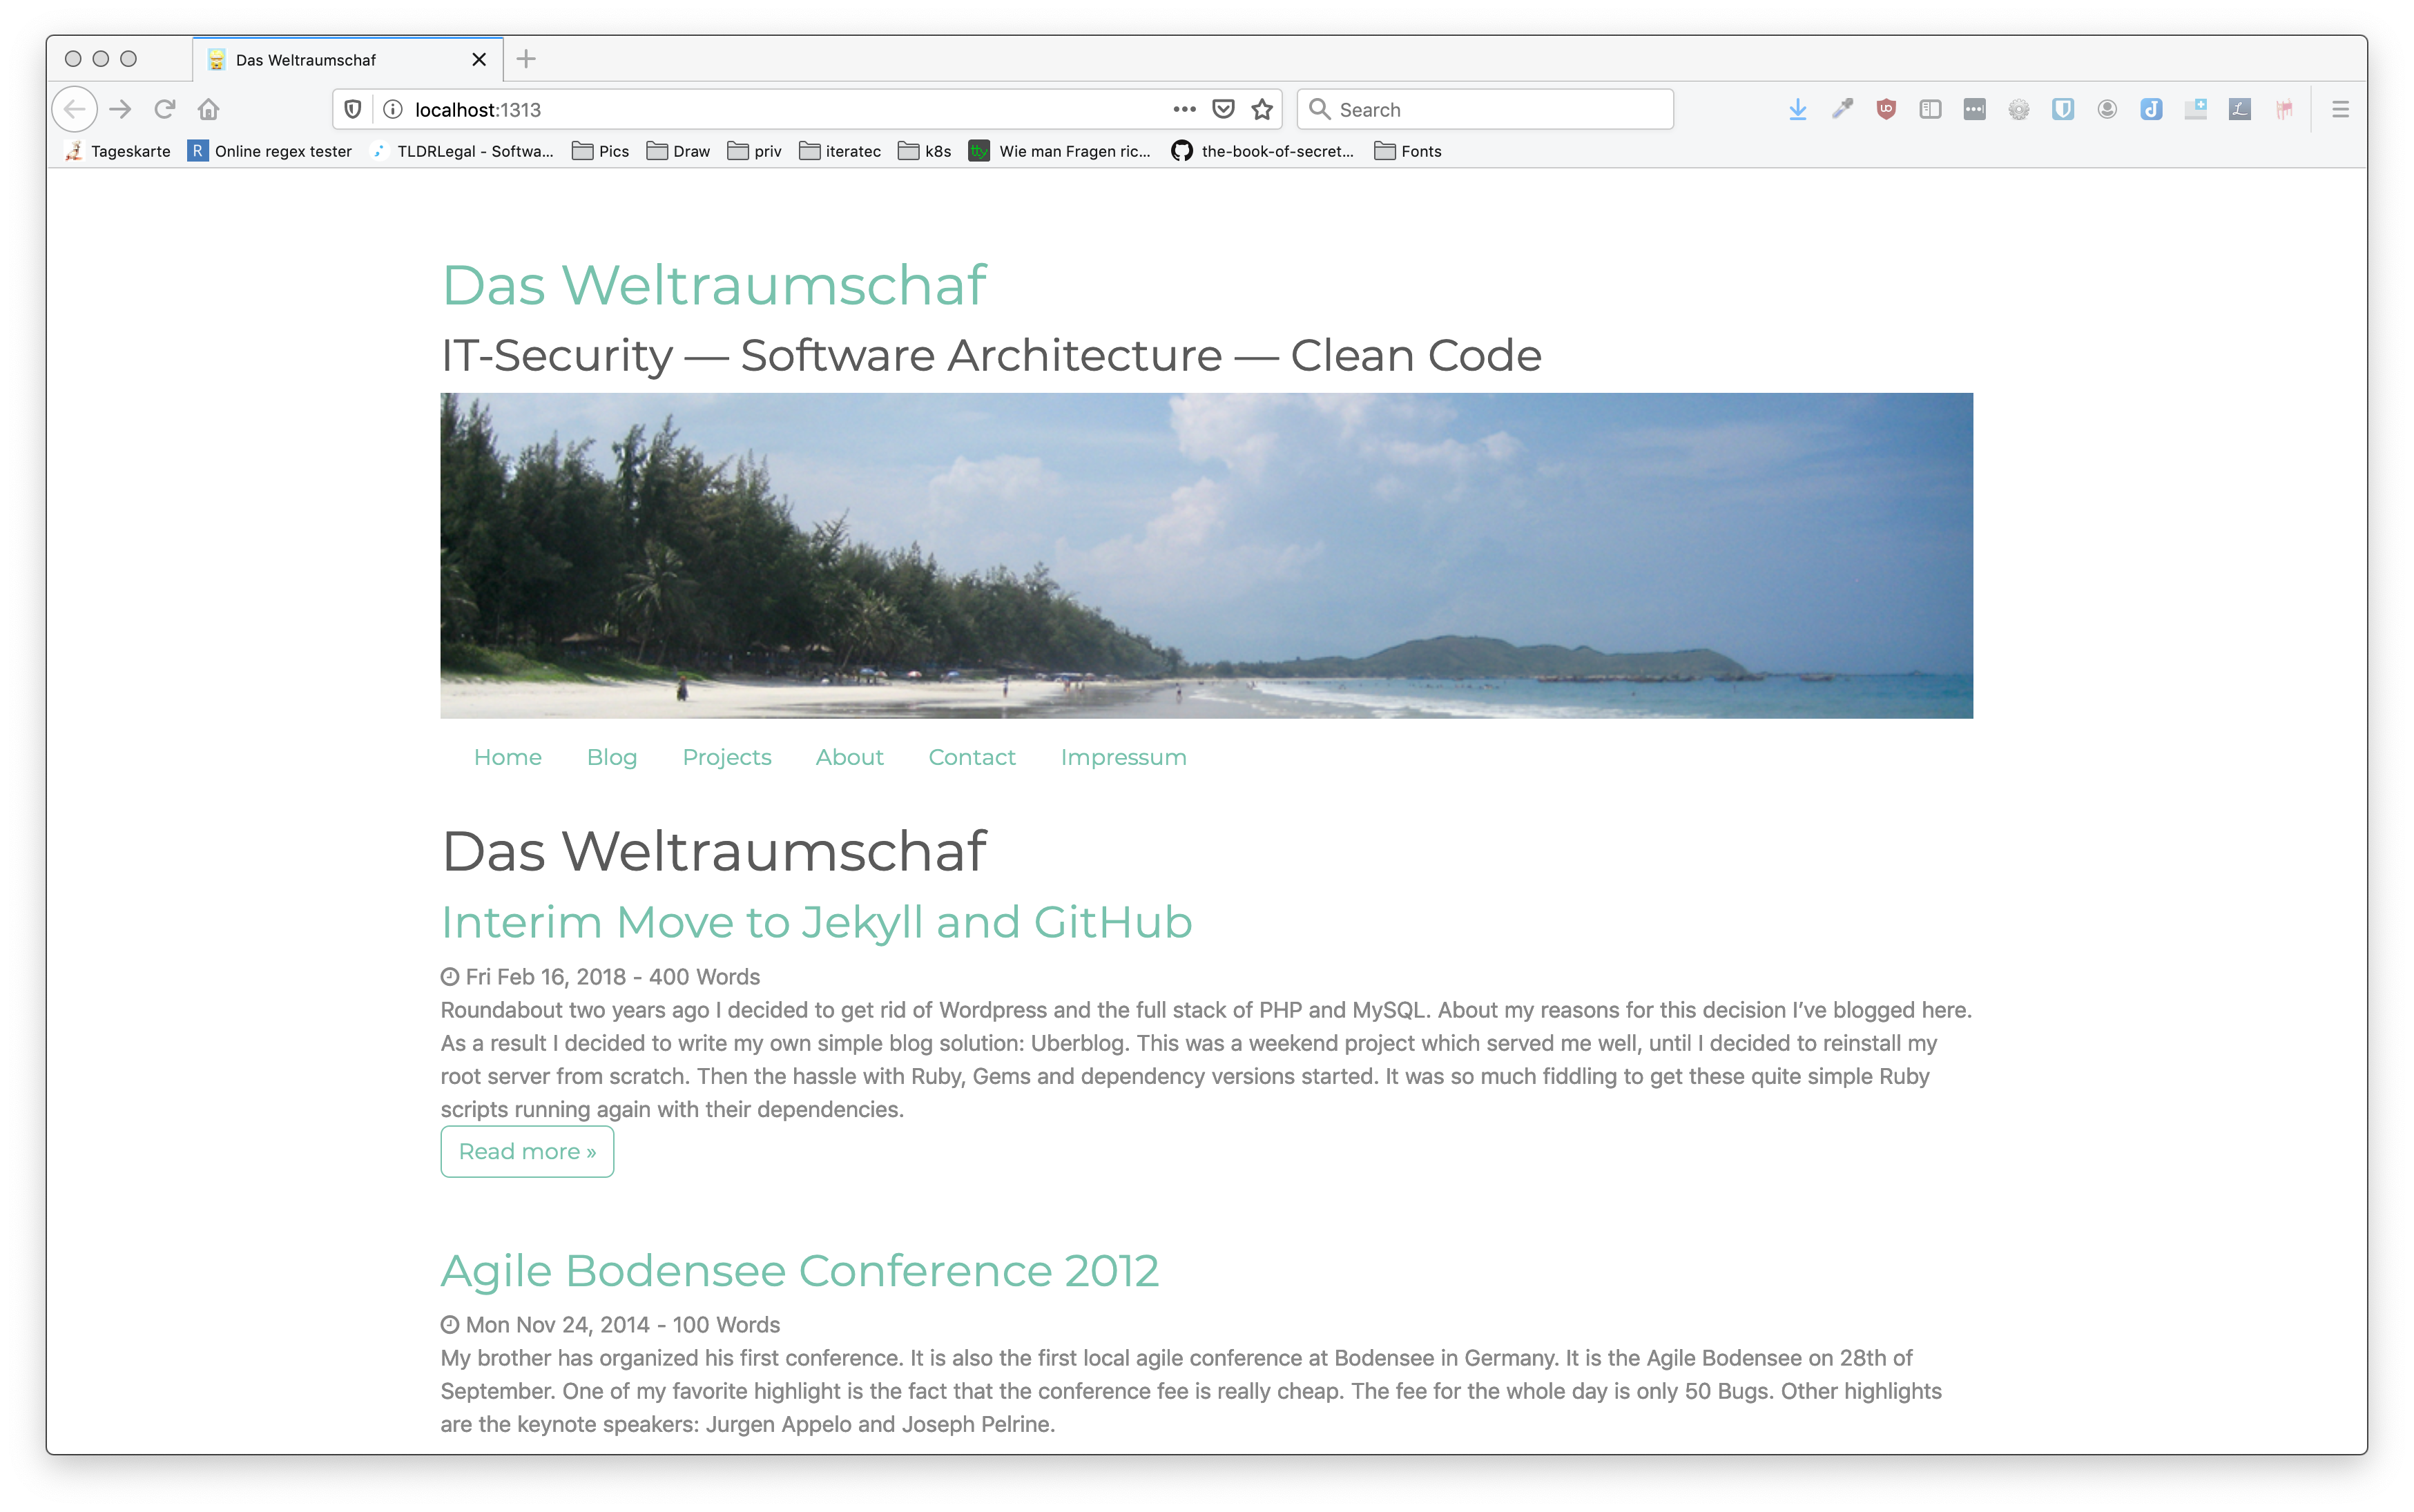 Das Weltraumschaf
localhost:1313
Search
Tageskarte
R Online regex tester
TLDRLegal - Softwa...
Pics
Draw
priv
iteratec
k8s
tty Wie man Fragen ric...
the-book-of-secret...
Fonts
Das Weltraumschaf
IT-Security — Software Architecture — Clean Code
Home Blog Projects About Contact Impressum
Das Weltraumschaf
Interim Move to Jekyll and GitHub
Fri Feb 16, 2018 - 400 Words
Roundabout two years ago I decided to get rid of Wordpress and the full stack of PHP and MySQL. About my reasons for this decision I’ve blogged here.
As a result I decided to write my own simple blog solution: Uberblog. This was a weekend project which served me well, until I decided to reinstall my
root server from scratch. Then the hassle with Ruby, Gems and dependency versions started. It was so much fiddling to get these quite simple Ruby
scripts running again with their dependencies.
Read more »
Agile Bodensee Conference 2012
Mon Nov 24, 2014 - 100 Words
My brother has organized his first conference. It is also the first local agile conference at Bodensee in Germany. It is the Agile Bodensee on 28th of
September. One of my favorite highlight is the fact that the conference fee is really cheap. The fee for the whole day is only 50 Bugs. Other highlights
are the keynote speakers: Jurgen Appelo and Joseph Pelrine.